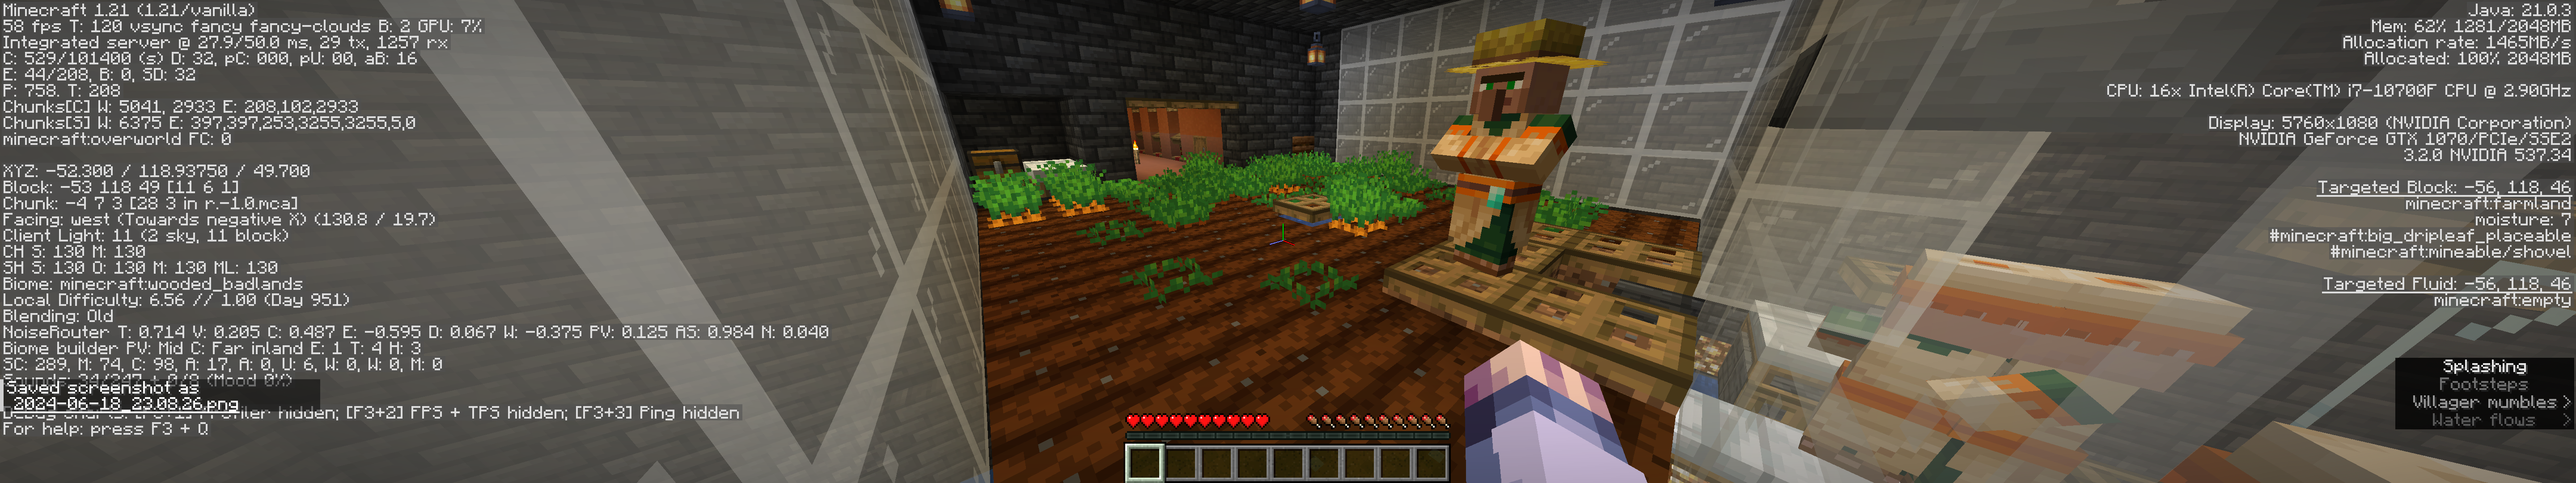 Minecraft 1.21 (1.21/vanilla)
58 fps T: 120 vsync fancy fancy-clouds B: 2 GPU: 7%
Integrated server @ 27.9/50.0 ms, 29 tx, 1257 rx
C: 529/101400 (s) D: 32, pC: 000, pU: 00, aB: 16
E: 44/208, B: 0, SD: 32
P: 758. T: 208
Chunks[C] W: 5041, 2933 E: 208,102,2933
Chunks[S] W: 6375 E: 397,397,253,3255,3255,5,0
minecraft:overworld FC: 0
XYZ: -52.300 / 118.93750 / 49.700
Block: -53 118 49 [11 6 1]
Chunk: -4 7 3 [28 3 in r.-1.0.mca]
Facing: west (Towards negative X) (130.8 / 19.7)
Client Light: 11 (2 sky, 11 block)
CH S: 130 M: 130
SH S: 130 O: 130 M: 130 ML: 130
Biome: minecraft:wooded_badlands
Local Difficulty: 6.56 // 1.00 (Day 951)
Blending: Old
NoiseRouter T: 0.714 V: 0.205 C: 0.487 E: -0.595 D: 0.067 W: -0.375 PV: 0.125 AS: 0.984 N: 0.040
Biome builder PV: Mid C: Far inland E: 1 T: 4 H: 3
SC: 289, M: 74, C: 98, A: 17, A: 0, U: 6, W: 0, W: 0, M: 0
Sounds: 34/247 + 0/8 (Mood 0%)
Saved screenshot as
2024-06-18_23.08.26.png
hidden; [F3+2] FPS + TPS hidden; [F3+3] Ping hidden
For help: press F3 + Q
Java: 21.0.3
Mem: 62% 1281/2048MB
Allocation rate: 1465MB/s
Allocated: 100% 2048MB
CPU: 16x Intel(R) Core(TM) i7-10700F CPU @ 2.90GHz
Display: 5760x1080 (NVIDIA Corporation)
NVIDIA GeForce GTX 1070/PCIe/SSE2
3.2.0 NVIDIA 537.34
Targeted Block: -56, 118, 46
minecraft:farmland
moisture: 7
#minecraft:big_dripleaf_placeable
#minecraft:mineable/shovel
Targeted Fluid: -56, 118, 46
minecraft:empty
Splashing
Footsteps
Villager mumbles >
Water flows >